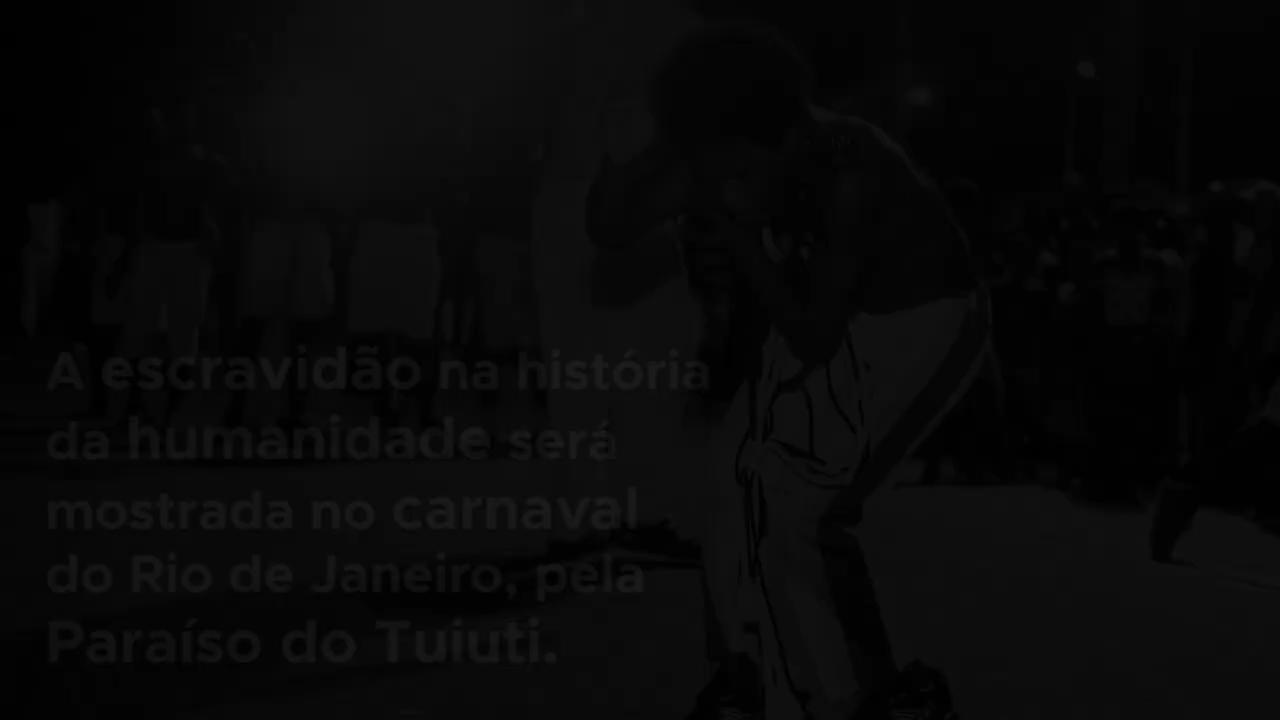 A escravidão na história
da humanidade será
mostrada no carnaval
do Rio de Janeiro, pela
Paraíso do Tuiuti.